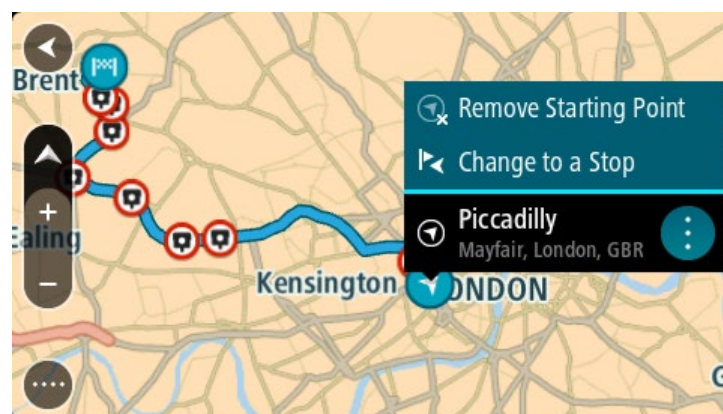 Brent
Remove Starting Point
Change to a Stop
Piccadilly
Mayfair, London, GBR
Ealing
Kensington
ONDON
G